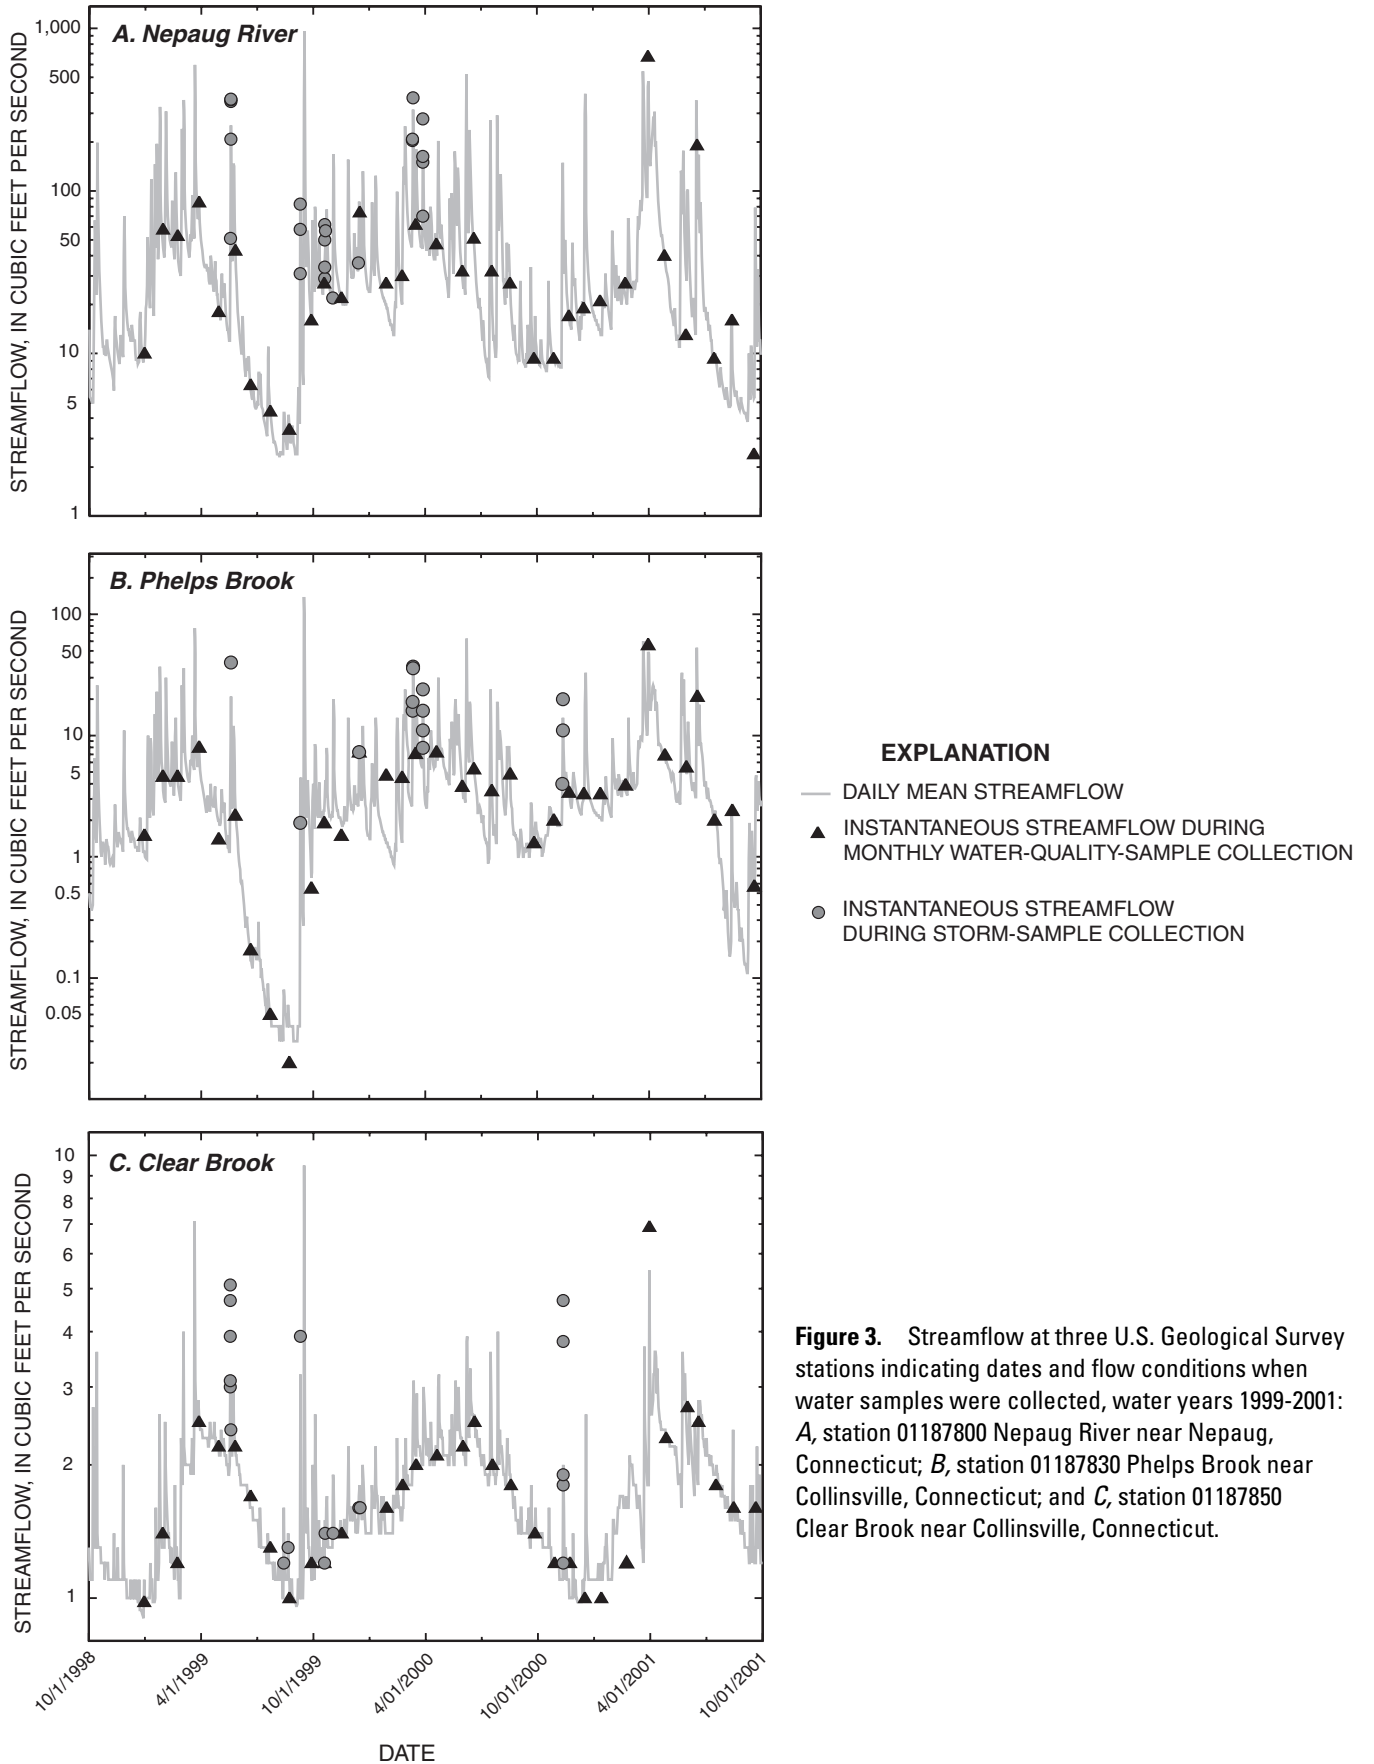 A. Nepaug River
STREAMFLOW, IN CUBIC FEET PER SECOND
1,000
500
100
50
10
5
1
B. Phelps Brook
STREAMFLOW, IN CUBIC FEET PER SECOND
100
50
10
5
1
0.5
0.1
0.05
EXPLANATION
DAILY MEAN STREAMFLOW
INSTANTANEOUS STREAMFLOW DURING
MONTHLY WATER-QUALITY-SAMPLE COLLECTION
INSTANTANEOUS STREAMFLOW
DURING STORM-SAMPLE COLLECTION
C. Clear Brook
STREAMFLOW, IN CUBIC FEET PER SECOND
10
9
8
7
6
5
4
3
2
1
10/1/1998
4/1/1999
10/1/1999
4/01/2000
10/01/2000
4/01/2001
10/01/2001
DATE
Figure 3. Streamflow at three U.S. Geological Survey
stations indicating dates and flow conditions when
water samples were collected, water years 1999-2001:
A, station 01187800 Nepaug River near Nepaug,
Connecticut; B, station 01187830 Phelps Brook near
Collinsville, Connecticut; and C, station 01187850
Clear Brook near Collinsville, Connecticut.